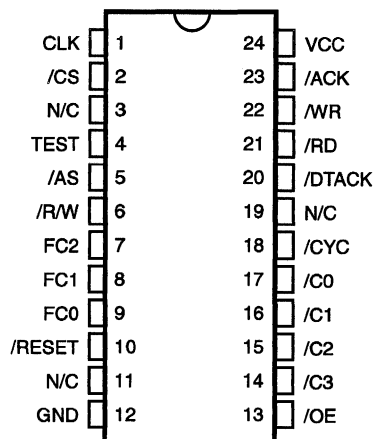 CLK 1 24 VCC
/CS 2 23 /ACK
N/C 3 22 /WR
TEST 4 21 /RD
/AS 5 20 /DTACK
/R/W 6 19 N/C
FC2 7 18 /CYC
FC1 8 17 /C0
FC0 9 16 /C1
/RESET 10 15 /C2
N/C 11 14 /C3
GND 12 13 /OE